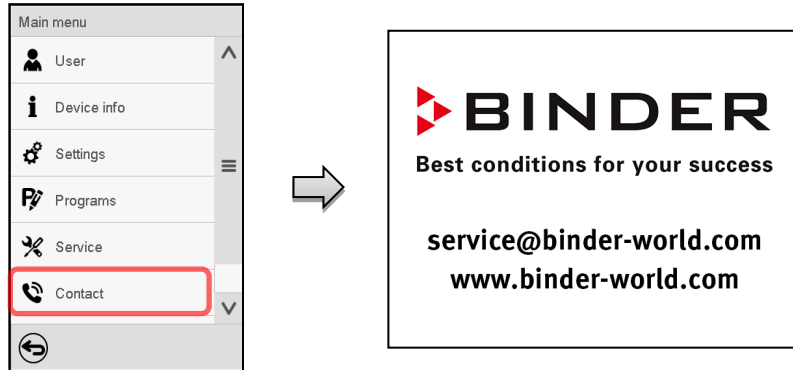 Main menu
User
Device info
Settings
Programs
Service
Contact
BINDER
Best conditions for your success
service@binder-world.com
www.binder-world.com